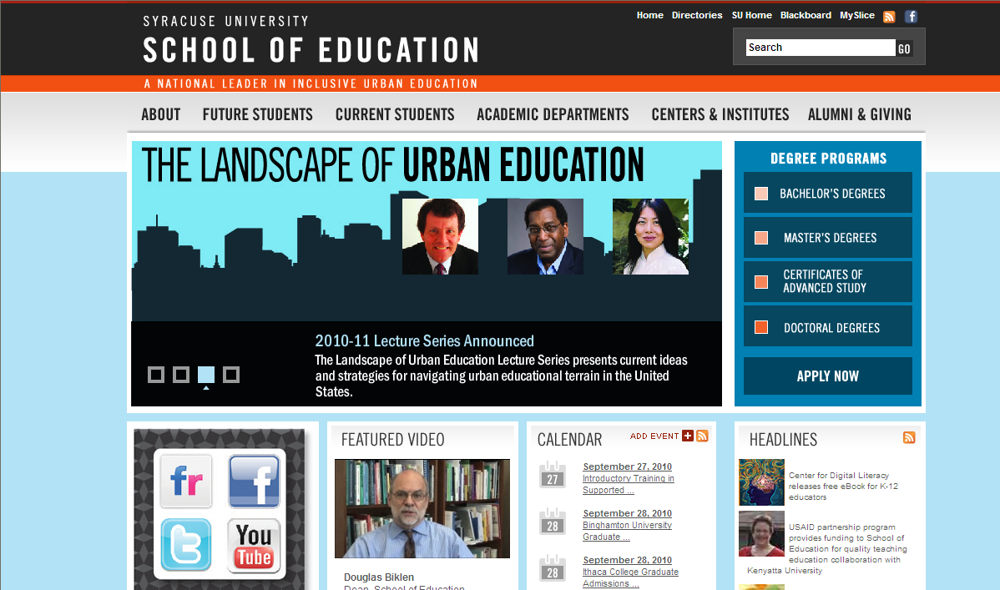 SYRACUSE UNIVERSITY
SCHOOL OF EDUCATION
A NATIONAL LEADER IN INCLUSIVE URBAN EDUCATION
Home Directories SU Home Blackboard MySlice
Search GO
ABOUT FUTURE STUDENTS CURRENT STUDENTS ACADEMIC DEPARTMENTS CENTERS & INSTITUTES ALUMNI & GIVING
THE LANDSCAPE OF URBAN EDUCATION
2010-11 Lecture Series Announced
The Landscape of Urban Education Lecture Series presents current ideas
and strategies for navigating urban educational terrain in the United
States.
DEGREE PROGRAMS
BACHELOR'S DEGREES
MASTER'S DEGREES
CERTIFICATES OF
ADVANCED STUDY
DOCTORAL DEGREES
APPLY NOW
fr
f
t
You
Tube
FEATURED VIDEO
Douglas Biklen
Dean, School of Education
CALENDAR
ADD EVENT
27
September 27, 2010
Introductory Training in
Supported ...
28
September 28, 2010
Binghamton University
Graduate ...
28
September 28, 2010
Ithaca College Graduate
Admissions ...
HEADLINES
Center for Digital Literacy
releases free eBook for K-12
educators
USAID partnership program
provides funding to School of
Education for quality teaching
education collaboration with
Kenyatta University